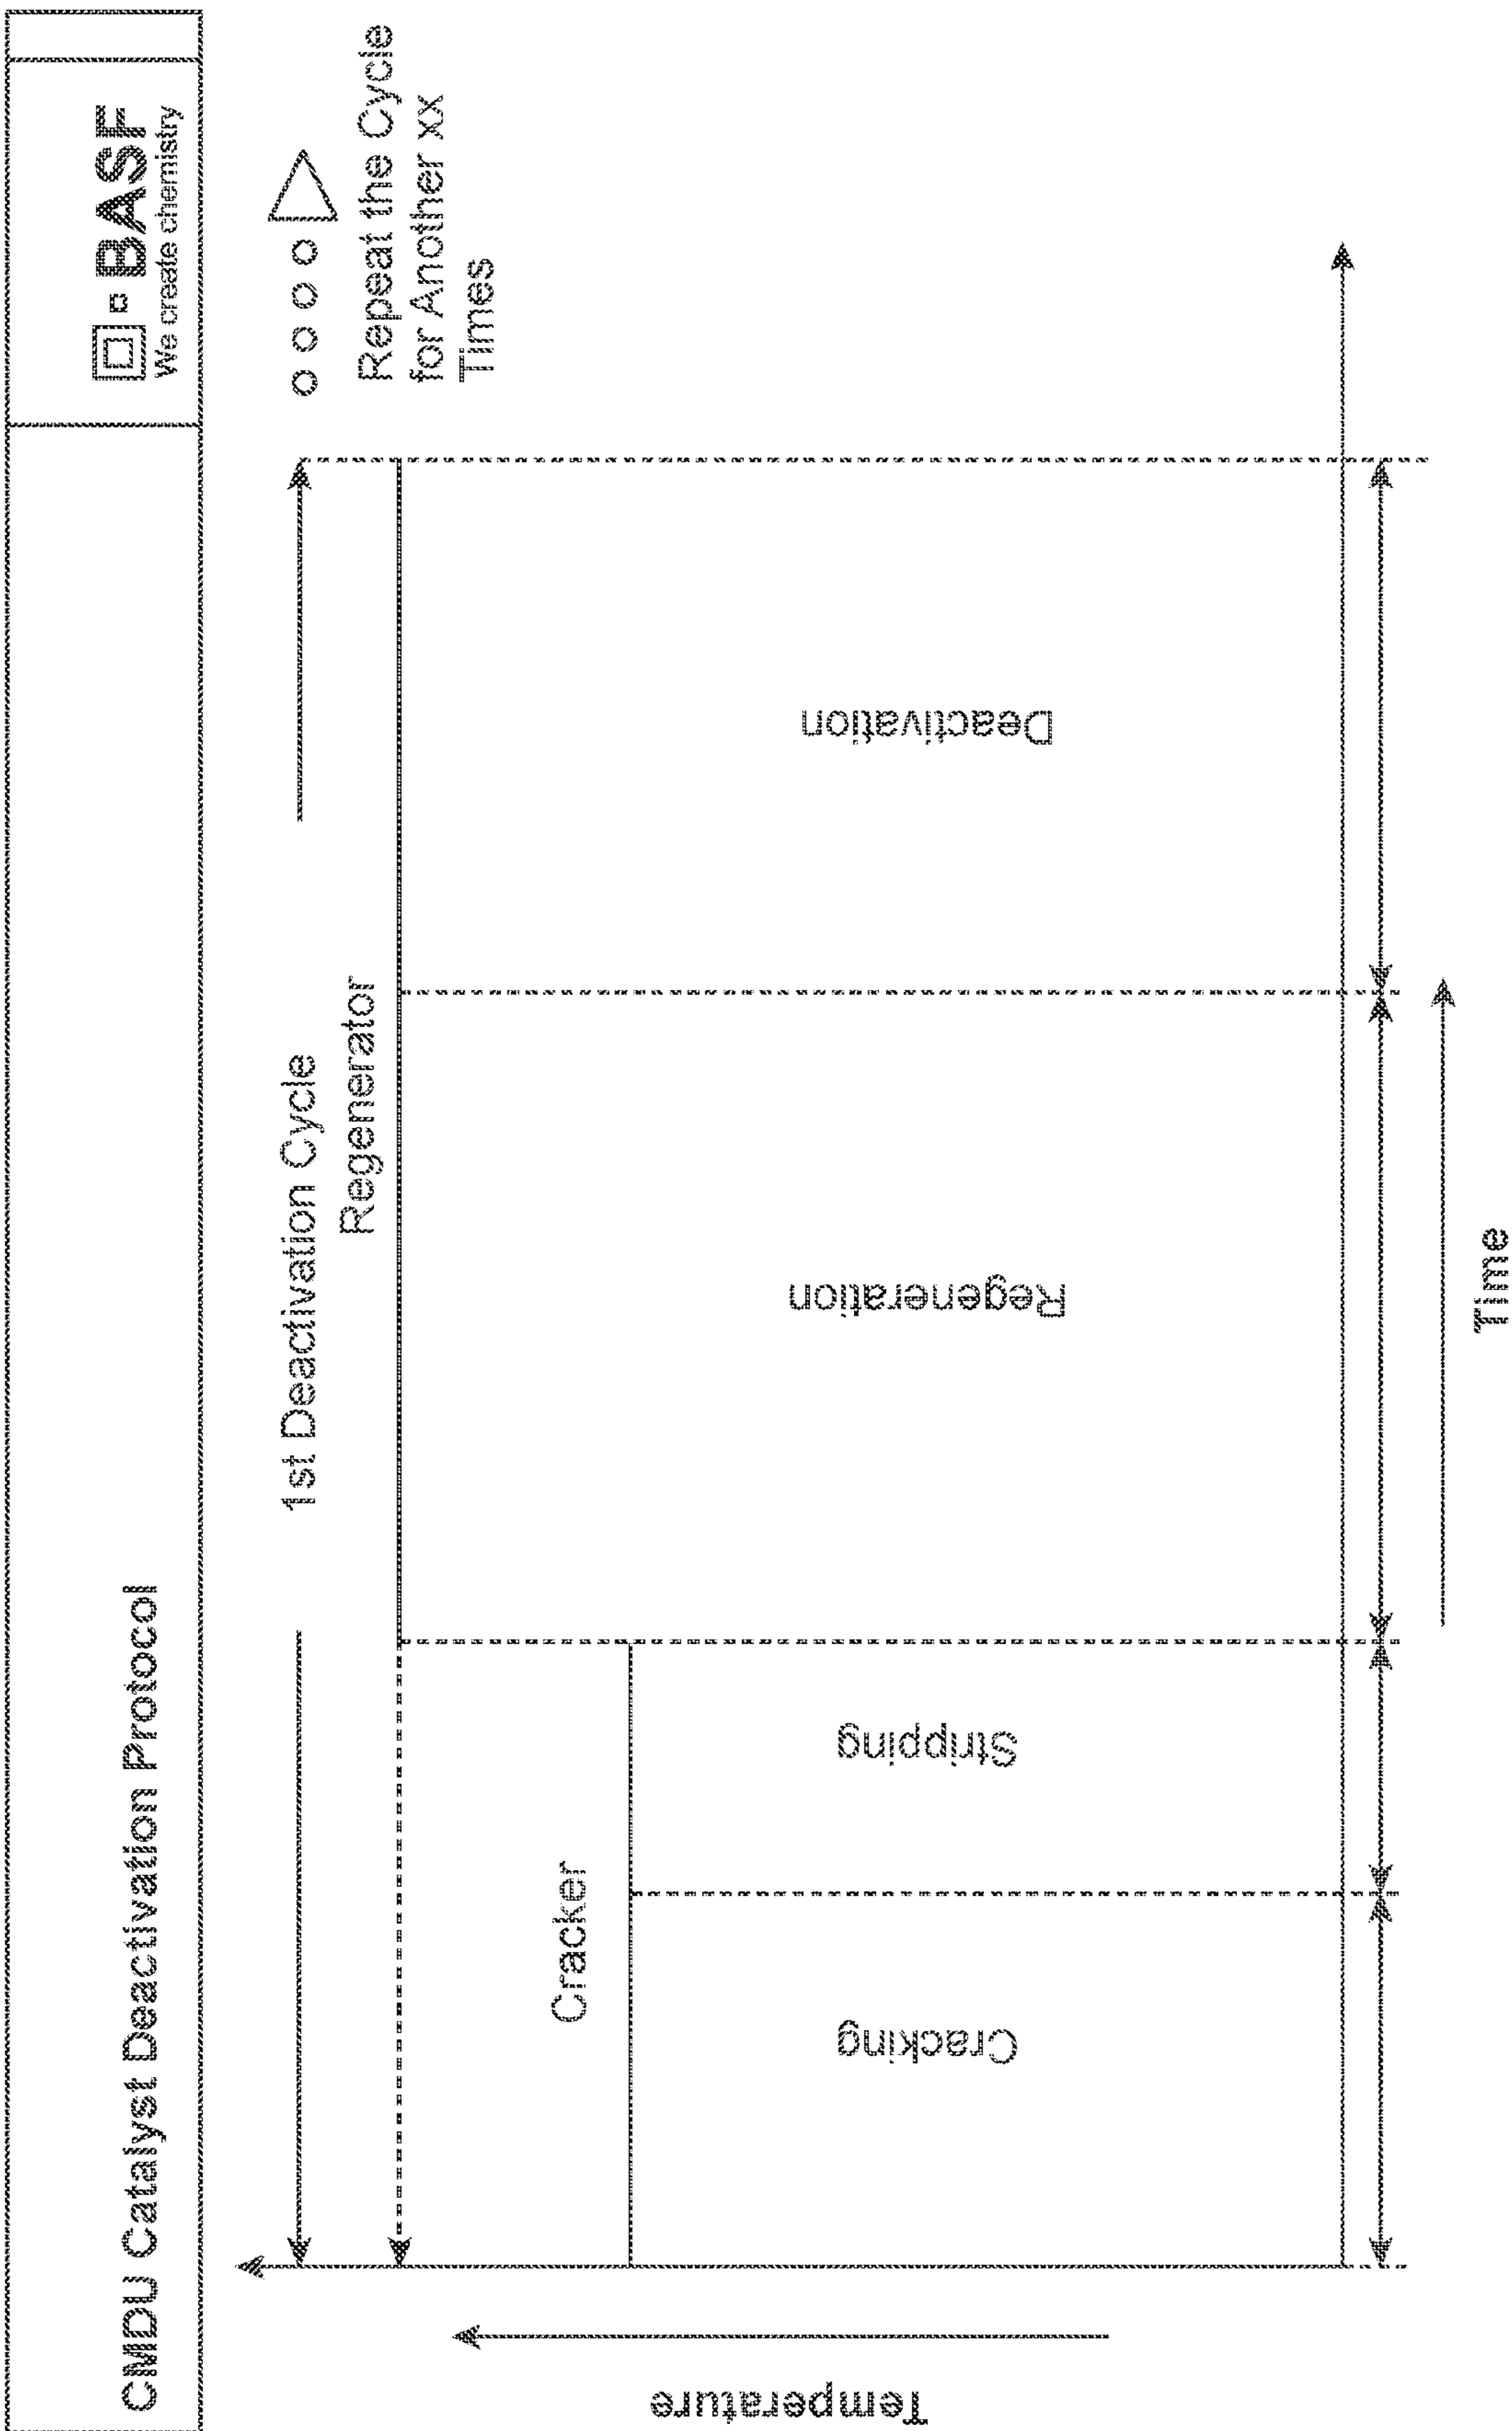 CMDU Catalyst Deactivation Protocol
BASF
We create chemistry
1st Deactivation Cycle
Repeat the Cycle
for Another xx
Times
Regenerator
Cracker
Temperature
Cracking
Stripping
Regeneration
Deactivation
Time